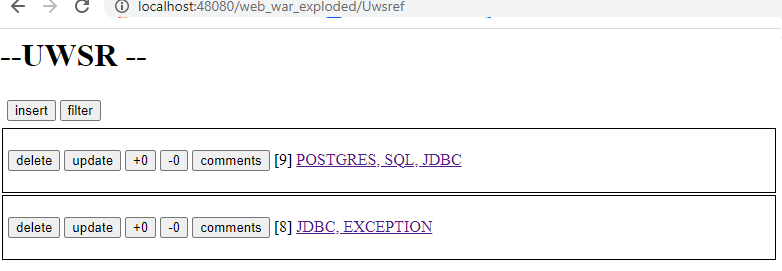 localhost:48080/web_war_exploded/Uwsref
--UWSR --
insert filter
delete update +0 -0 comments [9] POSTGRES, SQL, JDBC
delete update +0 -0 comments [8] JDBC, EXCEPTION